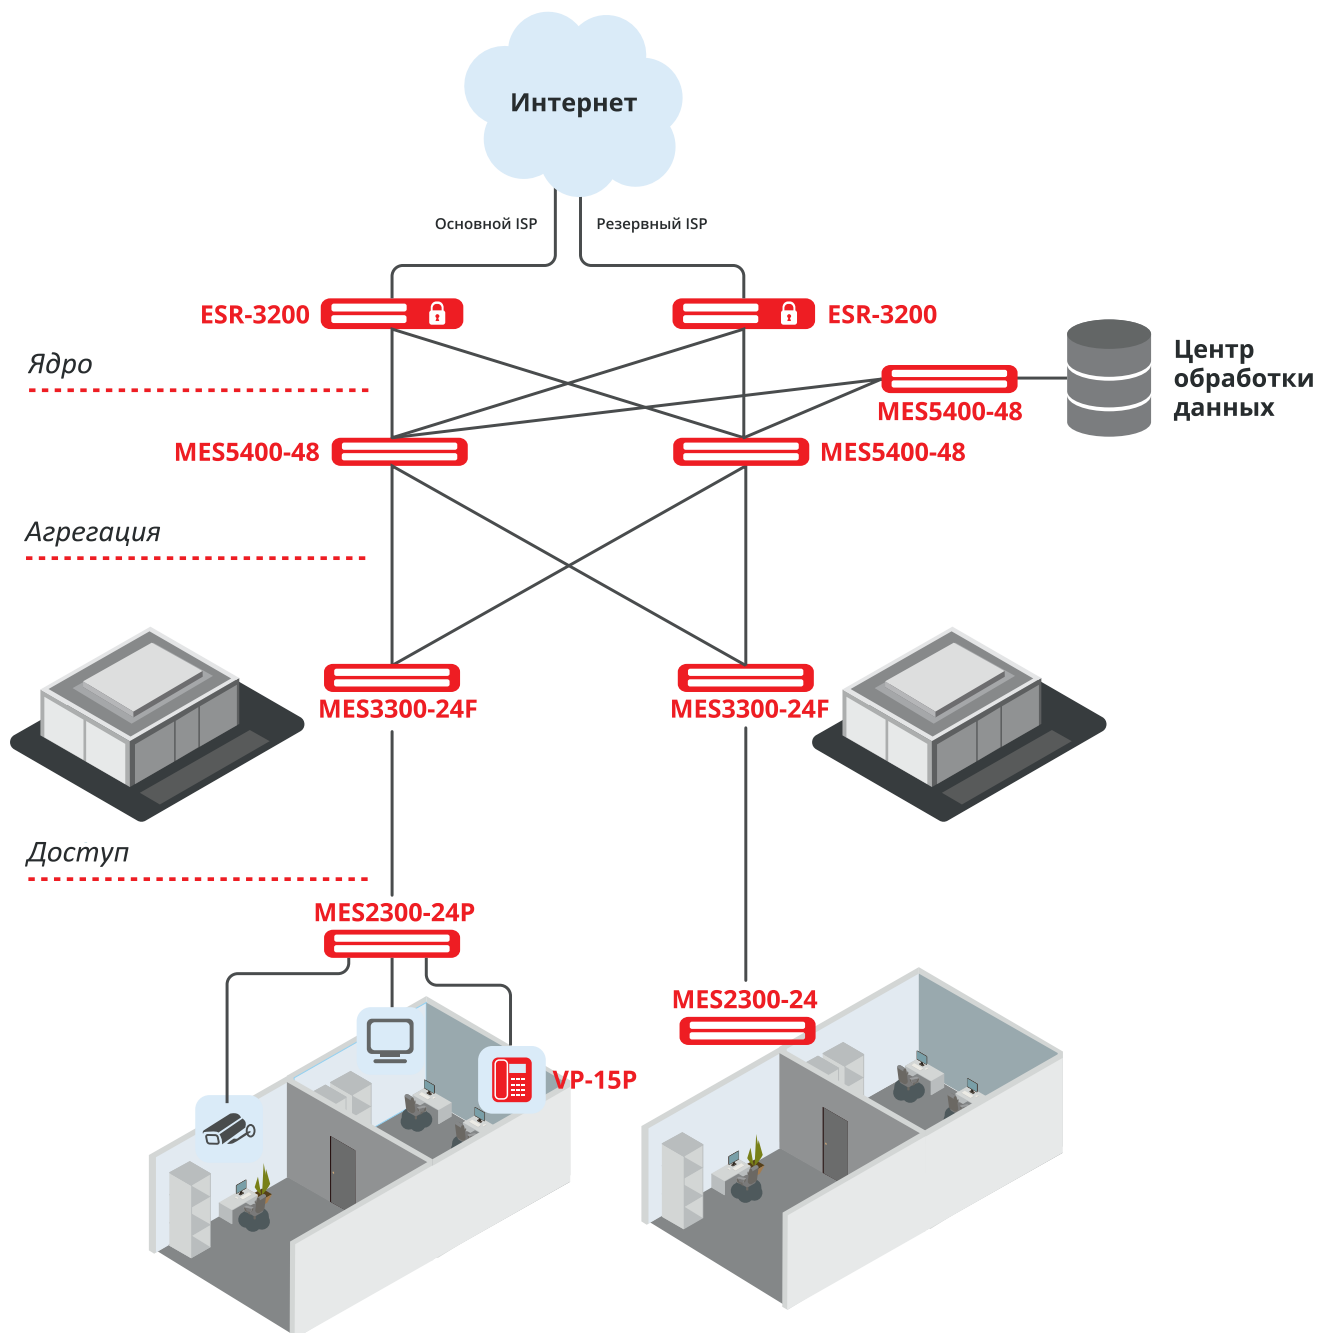 Интернет
Основной ISP
Резервный ISP
ESR-3200
ESR-3200
Ядро
Центр
обработки
данных
MES5400-48
MES5400-48
MES5400-48
Агрегация
MES3300-24F
MES3300-24F
Доступ
MES2300-24P
MES2300-24
VP-15P